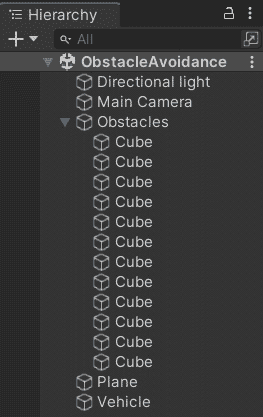 Hierarchy
All
ObstacleAvoidance
Directional light
Main Camera
Obstacles
Cube
Cube
Cube
Cube
Cube
Cube
Cube
Cube
Cube
Cube
Cube
Cube
Plane
Vehicle